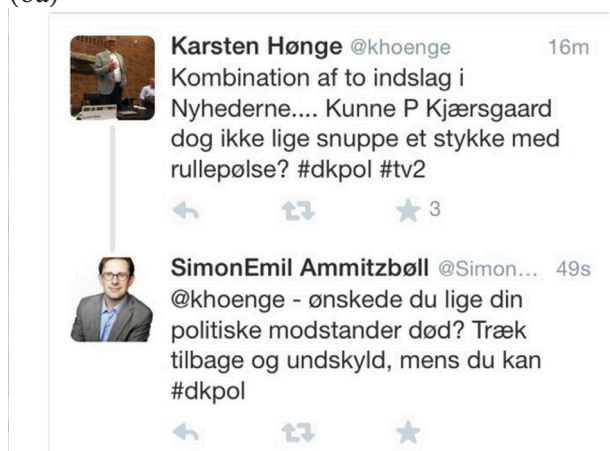 Karsten Hønge @khoenge 16m
Kombination af to indslag i
Nyhederne.... Kunne P Kjærsgaard
dog ikke lige snuppe et stykke med
rullepølse? #dkpol #tv2
3
SimonEmil Ammitzbøll @Simon... 49s
@khoenge - ønskede du lige din
politiske modstander død? Træk
tilbage og undskyld, mens du kan
#dkpol